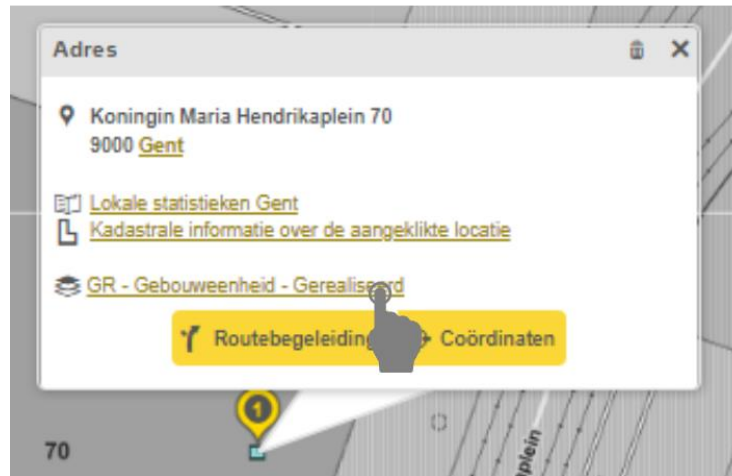 Adres
Koningin Maria Hendrikaplein 70
9000 Gent
Lokale statistieken Gent
Kadastrale informatie over de aangeklikte locatie
GR - Gebouweenheid - Gerealiseerd
Routebegeleiding
Coördinaten
1
70
plein